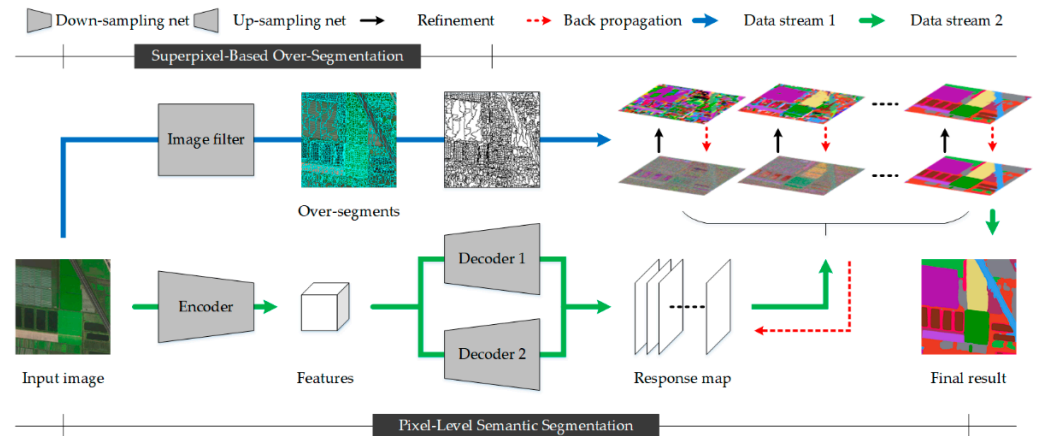 Down-sampling net
Up-sampling net
Refinement
Back propagation
Data stream 1
Data stream 2
Superpixel-Based Over-Segmentation
Image filter
Over-segments
Decoder 1
Encoder
Decoder 2
Input image
Features
Response map
Final result
Pixel-Level Semantic Segmentation